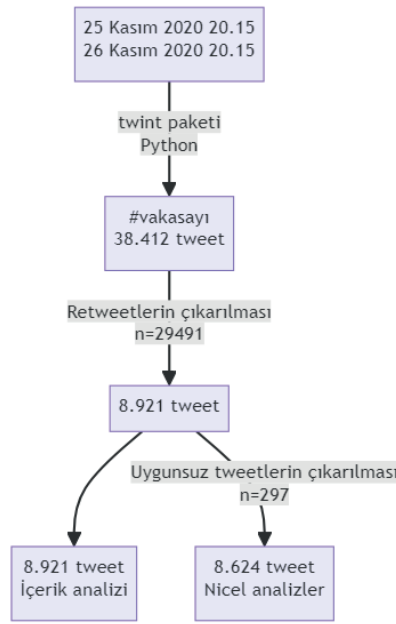 25 Kasım 2020 20.15
26 Kasım 2020 20.15
twint paketi
Python
#vakasayı
38.412 tweet
Retweetlerin çıkarılması
n=29491
8.921 tweet
Uygunsuz tweetlerin çıkarılması
n=297
8.921 tweet
İçerik analizi
8.624 tweet
Nicel analizler